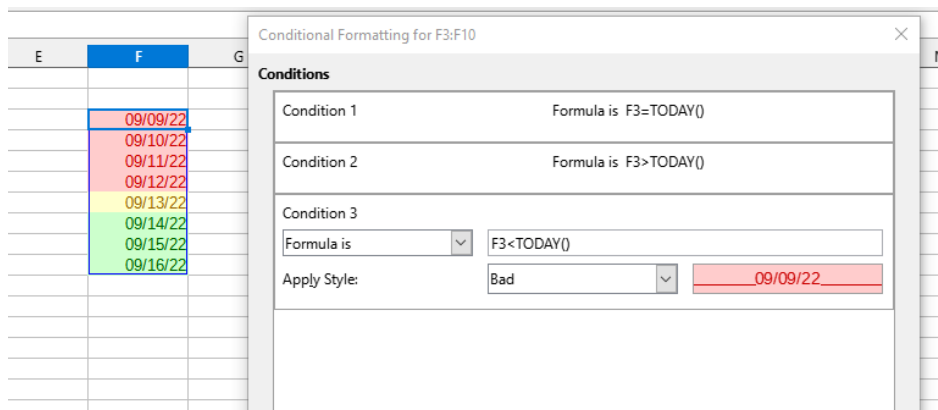 Conditional Formatting for F3:F10
E F G
Conditions
Condition 1 Formula is F3=TODAY()
09/09/22
09/10/22
Condition 2 Formula is F3>TODAY()
09/11/22
09/12/22
09/13/22
Condition 3
09/14/22
Formula is F3<TODAY()
09/15/22
09/16/22
Apply Style: Bad 09/09/22